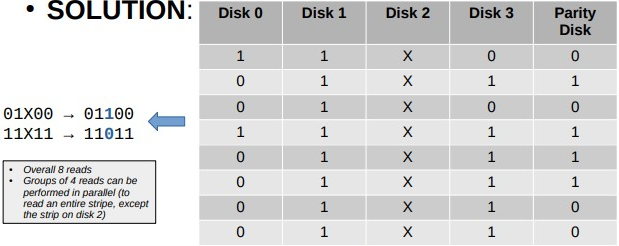 • SOLUTION:
Disk 0 Disk 1 Disk 2 Disk 3 Parity Disk
1 1 X 0 0
0 1 X 1 1
0 1 X 0 0
1 1 X 1 1
0 1 X 1 1
0 1 X 1 1
0 1 X 1 0
0 1 X 1 0
01X00 → 01100
11X11 → 11011
• Overall 8 reads
• Groups of 4 reads can be
performed in parallel (to
read an entire stripe, except
the strip on disk 2)